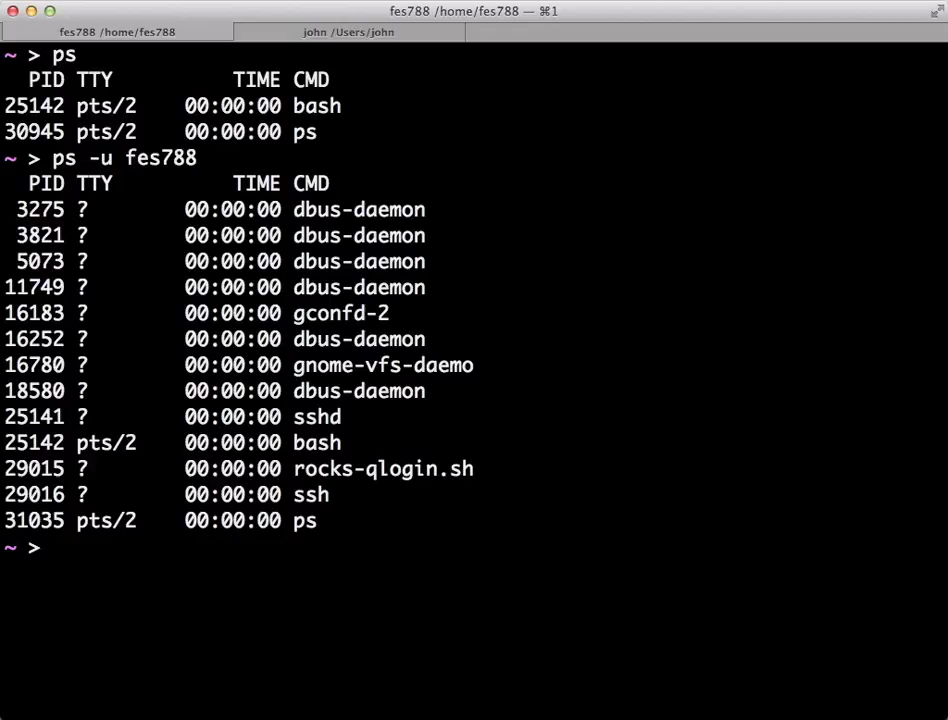 fes788 /home/fes788 — ⌘1
fes788 /home/fes788 john /Users/john
~ > ps
  PID TTY          TIME CMD
25142 pts/2    00:00:00 bash
30945 pts/2    00:00:00 ps
~ > ps -u fes788
  PID TTY          TIME CMD
 3275 ?        00:00:00 dbus-daemon
 3821 ?        00:00:00 dbus-daemon
 5073 ?        00:00:00 dbus-daemon
11749 ?        00:00:00 dbus-daemon
16183 ?        00:00:00 gconfd-2
16252 ?        00:00:00 dbus-daemon
16780 ?        00:00:00 gnome-vfs-daemo
18580 ?        00:00:00 dbus-daemon
25141 ?        00:00:00 sshd
25142 pts/2    00:00:00 bash
29015 ?        00:00:00 rocks-qlogin.sh
29016 ?        00:00:00 ssh
31035 pts/2    00:00:00 ps
~ >